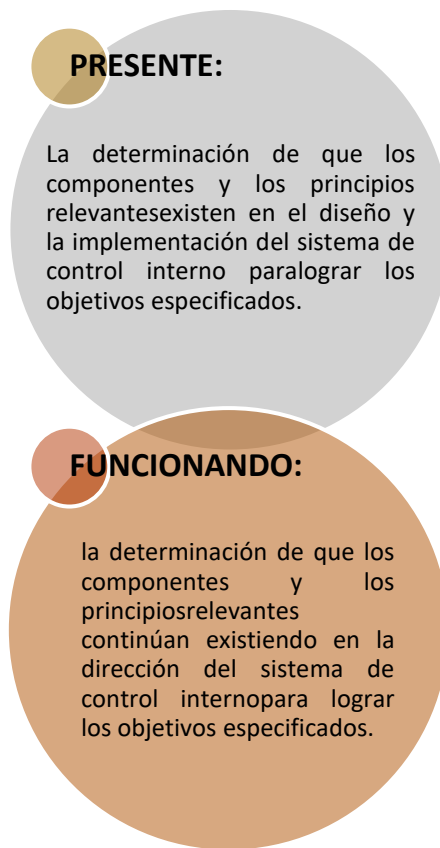 PRESENTE:
La determinación de que los
componentes y los principios
relevantesexisten en el diseño y
la implementación del sistema de
control interno paralograr los
objetivos especificados.
FUNCIONANDO:
la determinación de que los
componentes y los
principiosrelevantes
continúan existiendo en la
dirección del sistema de
control internopara lograr
los objetivos especificados.